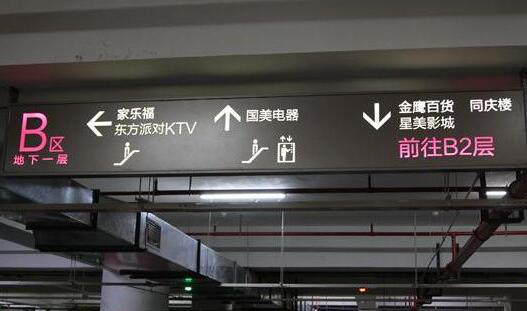 B区
地下一层
家乐福
东方派对KTV
国美电器
金鹰百货 同庆楼
星美影城
前往B2层